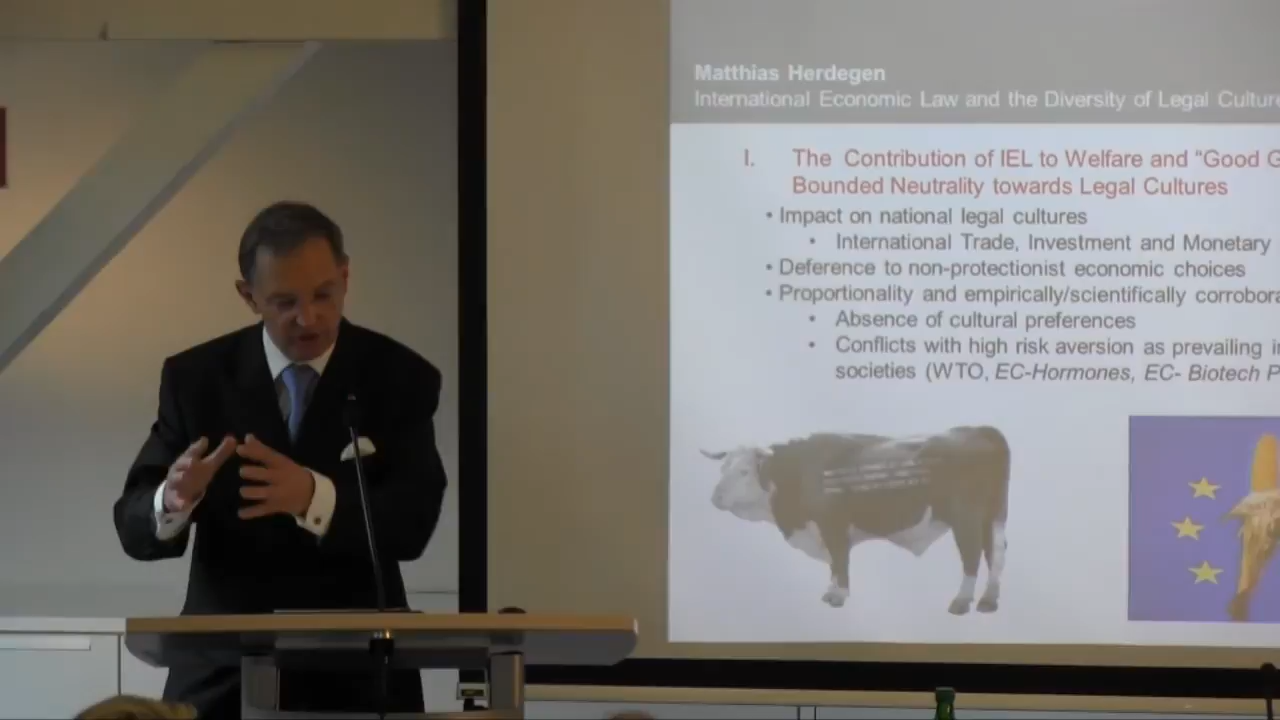 Matthias Herdegen
International Economic Law and the Diversity of Legal
I. The Contribution of IEL to Welfare and "Good
Bounded Neutrality towards Legal Cultures
• Impact on national legal cultures
• International Trade, Investment and Monetary
• Deference to non-protectionist economic choices
• Proportionality and empirically/scientifically
• Absence of cultural preferences
• Conflicts with high risk aversion as prevailing
societies (WTO, EC-Hormones, EC- Biotech